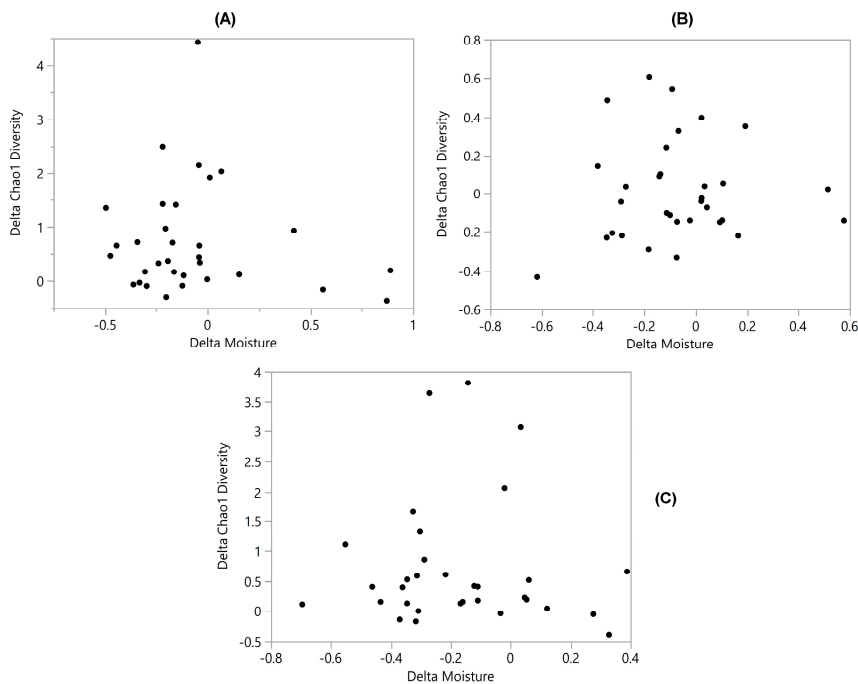 (A)
Delta Chao1 Diversity
4
3
2
1
0
-0.5 0 0.5 1
Delta Moisture
(B)
Delta Chao1 Diversity
0.8
0.6
0.4
0.2
0
0.2
-0.4
-0.6
-0.8 -0.6 -0.4 -0.2 0 0.2 0.4 0.6
Delta Moisture
(C)
Delta Chao1 Diversity
4
3.5
3
2.5
2
1.5
1
0.5
0
-0.5
-0.8 -0.6 -0.4 -0.2 0 0.2 0.4
Delta Moisture